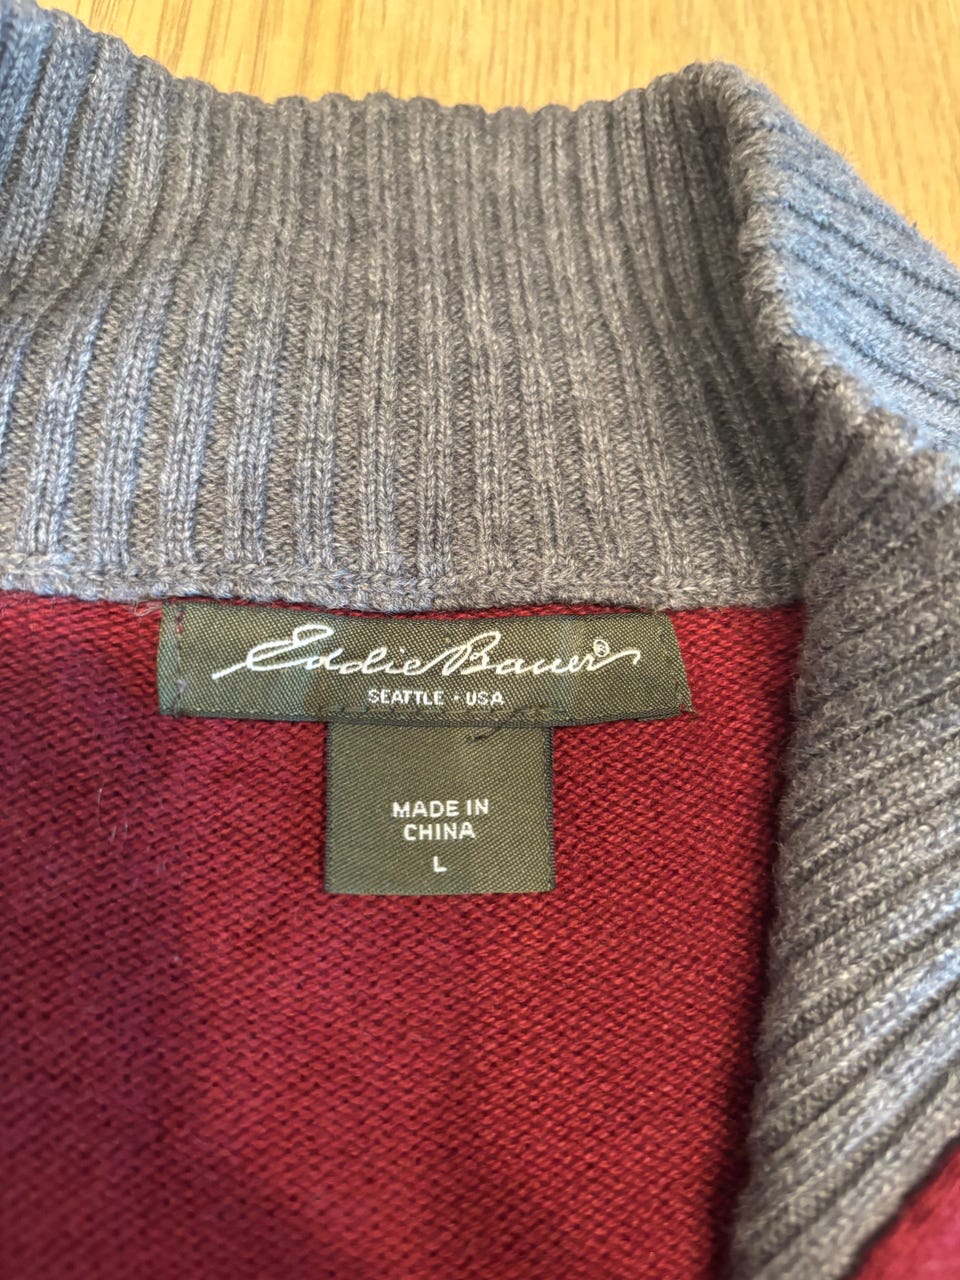 Eddie Bauer®
SEATTLE · USA
MADE IN
CHINA
L